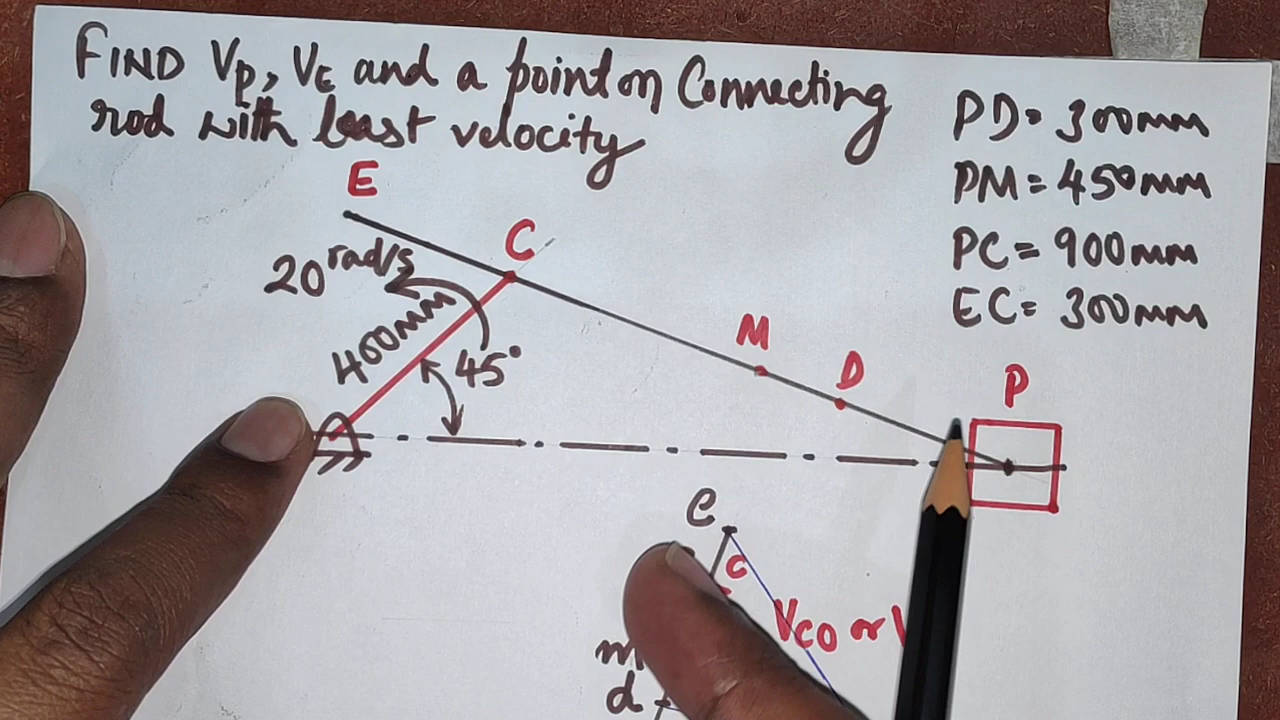 FIND Vp, VE and a point on Connecting
rod with least velocity
PD= 300mm
PM= 450mm
PC= 900mm
EC= 300mm
E
C
20 rad/s
400mm
45°
M
D
P
e
c
VCO or
m
d